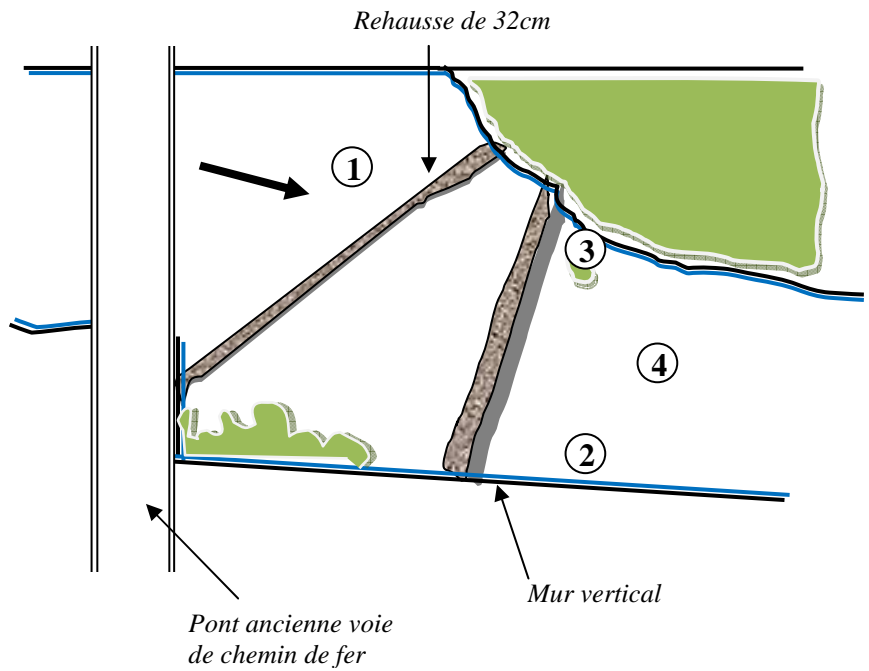 Rehausse de 32cm
1
3
4
2
Mur vertical
Pont ancienne voie
de chemin de fer